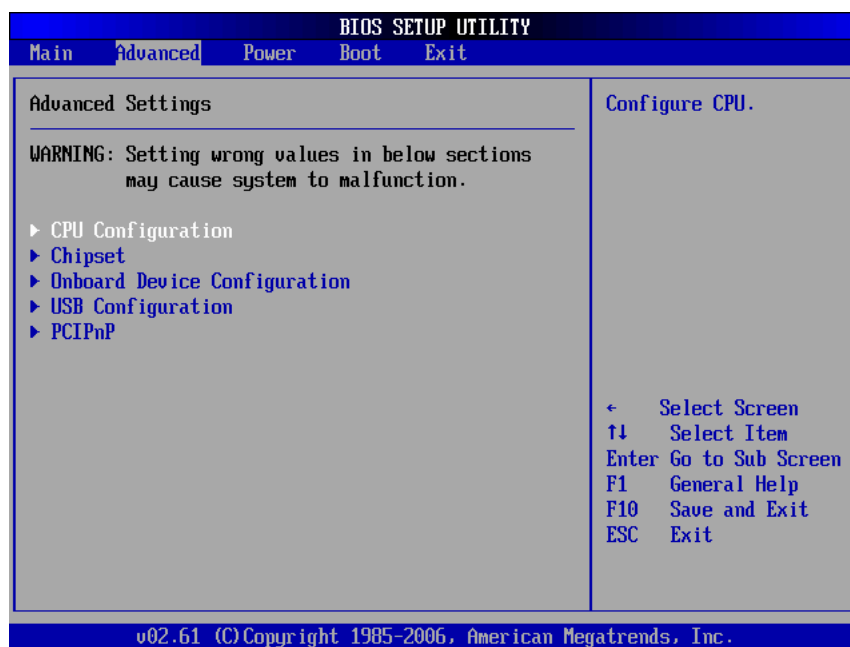 BIOS SETUP UTILITY
Main Advanced Power Boot Exit
Advanced Settings
WARNING: Setting wrong values in below sections
may cause system to malfunction.
▶ CPU Configuration
▶ Chipset
▶ Onboard Device Configuration
▶ USB Configuration
▶ PCIPnP
Configure CPU.
← Select Screen
↑↓ Select Item
Enter Go to Sub Screen
F1 General Help
F10 Save and Exit
ESC Exit
v02.61 (C)Copyright 1985-2006, American Megatrends, Inc.